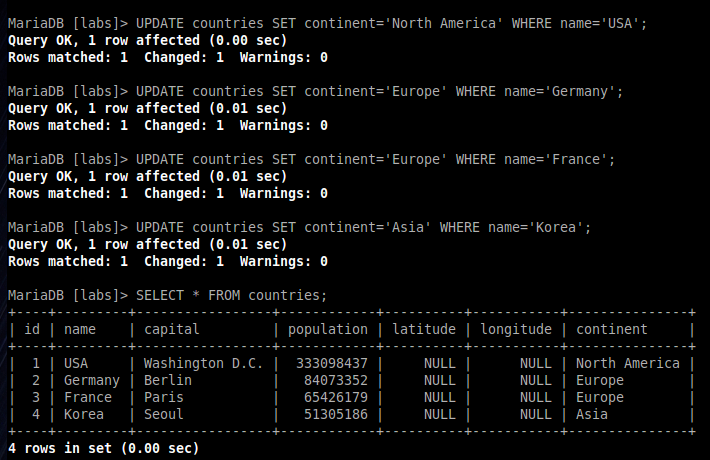 MariaDB [labs]> UPDATE countries SET continent='North America' WHERE name='USA';
Query OK, 1 row affected (0.00 sec)
Rows matched: 1  Changed: 1  Warnings: 0

MariaDB [labs]> UPDATE countries SET continent='Europe' WHERE name='Germany';
Query OK, 1 row affected (0.01 sec)
Rows matched: 1  Changed: 1  Warnings: 0

MariaDB [labs]> UPDATE countries SET continent='Europe' WHERE name='France';
Query OK, 1 row affected (0.01 sec)
Rows matched: 1  Changed: 1  Warnings: 0

MariaDB [labs]> UPDATE countries SET continent='Asia' WHERE name='Korea';
Query OK, 1 row affected (0.01 sec)
Rows matched: 1  Changed: 1  Warnings: 0

MariaDB [labs]> SELECT * FROM countries;
+----+---------+-----------------+------------+----------+-----------+---------------+
| id | name    | capital         | population | latitude | longitude | continent     |
+----+---------+-----------------+------------+----------+-----------+---------------+
|  1 | USA     | Washington D.C. |  333098437 |     NULL |      NULL | North America |
|  2 | Germany | Berlin          |   84073352 |     NULL |      NULL | Europe        |
|  3 | France  | Paris           |   65426179 |     NULL |      NULL | Europe        |
|  4 | Korea   | Seoul           |   51305186 |     NULL |      NULL | Asia          |
+----+---------+-----------------+------------+----------+-----------+---------------+
4 rows in set (0.00 sec)